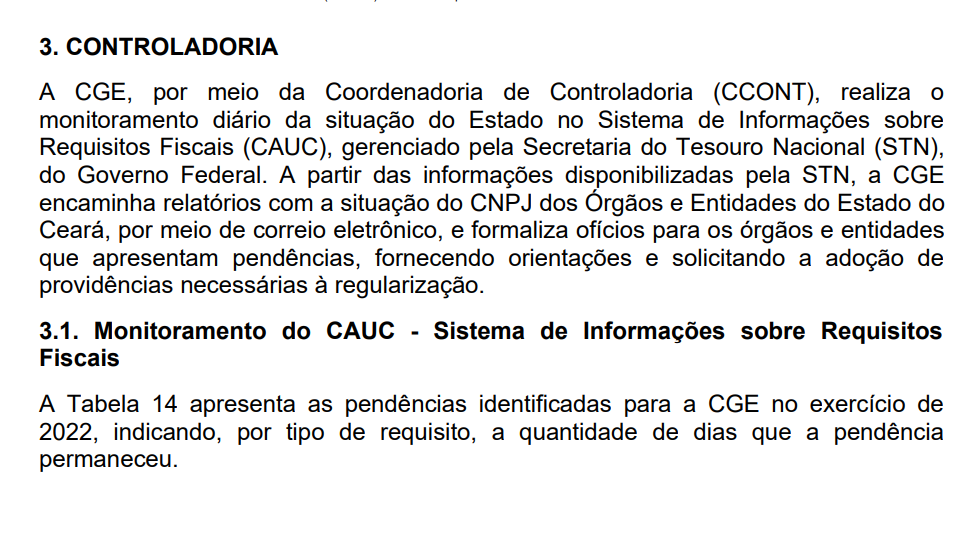 3. CONTROLADORIA
A CGE, por meio da Coordenadoria de Controladoria (CCONT), realiza o
monitoramento diário da situação do Estado no Sistema de Informações sobre
Requisitos Fiscais (CAUC), gerenciado pela Secretaria do Tesouro Nacional (STN),
do Governo Federal. A partir das informações disponibilizadas pela STN, a CGE
encaminha relatórios com a situação do CNPJ dos Órgãos e Entidades do Estado do
Ceará, por meio de correio eletrônico, e formaliza ofícios para os órgãos e entidades
que apresentam pendências, fornecendo orientações e solicitando a adoção de
providências necessárias à regularização.
3.1. Monitoramento do CAUC - Sistema de Informações sobre Requisitos
Fiscais
A Tabela 14 apresenta as pendências identificadas para a CGE no exercício de
2022, indicando, por tipo de requisito, a quantidade de dias que a pendência
permaneceu.